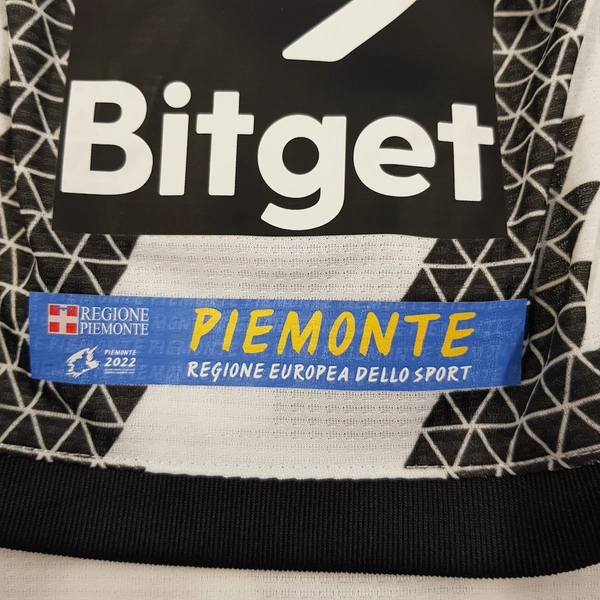 Bitget
REGIONE
PIEMONTE
PIEMONTE
2022
PIEMONTE
REGIONE EUROPEA DELLO SPORT